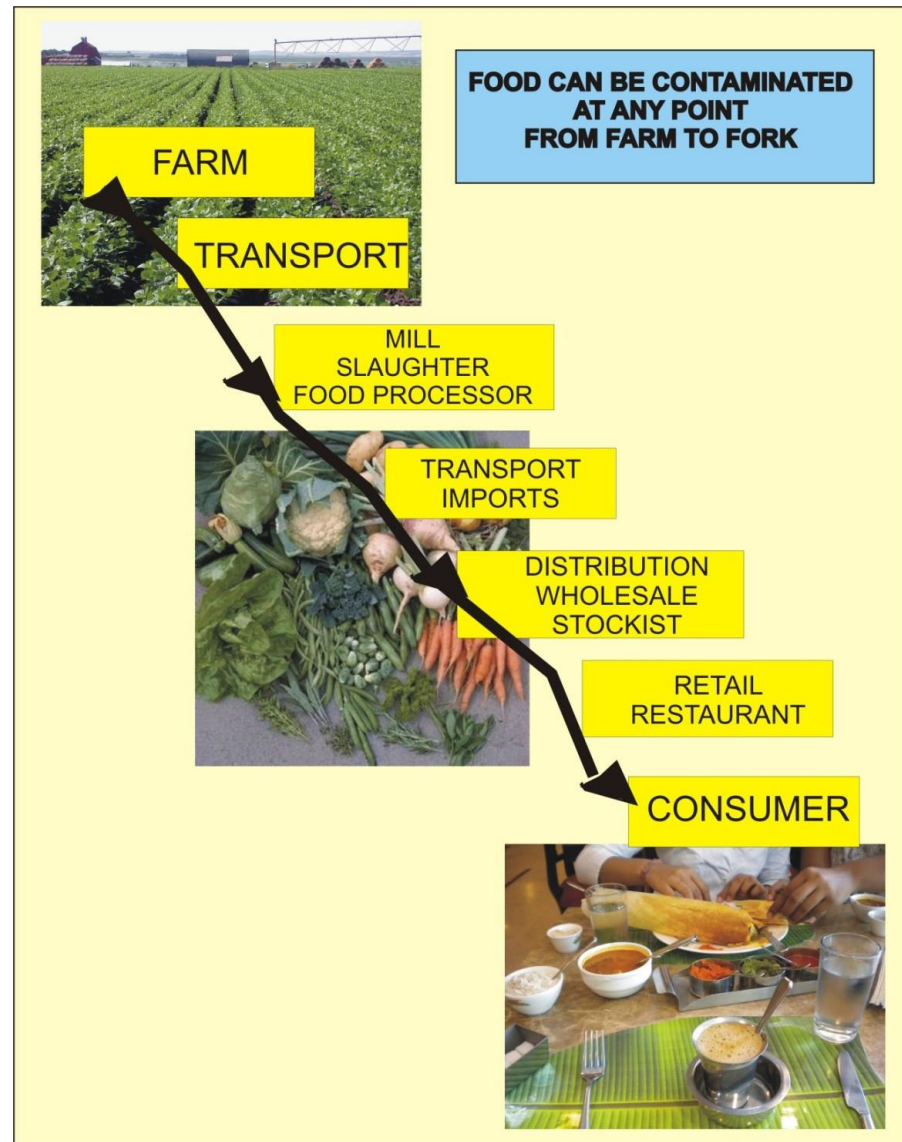 FOOD CAN BE CONTAMINATED
AT ANY POINT
FROM FARM TO FORK
FARM
TRANSPORT
MILL
SLAUGHTER
FOOD PROCESSOR
TRANSPORT
IMPORTS
DISTRIBUTION
WHOLESALE
STOCKIST
RETAIL
RESTAURANT
CONSUMER